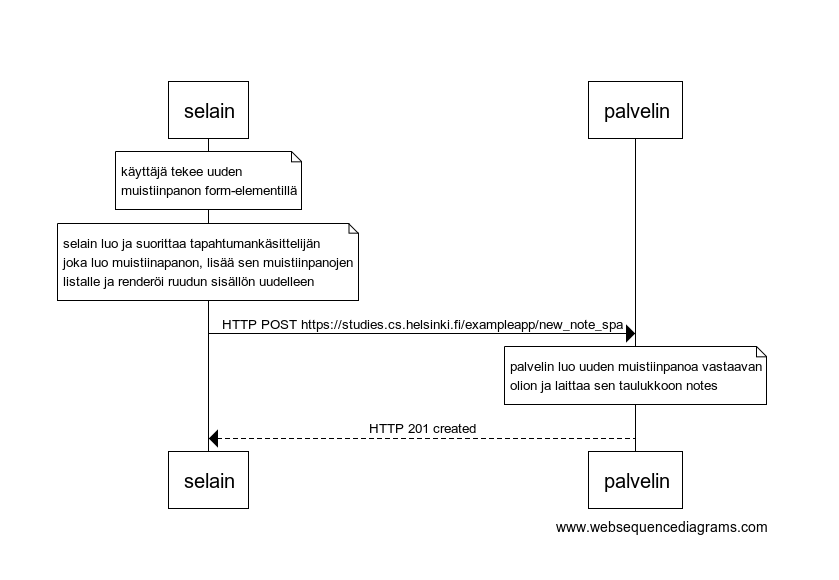 selain
palvelin
käyttäjä tekee uuden
muistiinpanon form-elementillä
selain luo ja suorittaa tapahtumankäsittelijän
joka luo muistiinapanon, lisää sen muistiinpanojen
listalle ja renderöi ruudun sisällön uudelleen
HTTP POST https://studies.cs.helsinki.fi/exampleapp/new_note_spa
palvelin luo uuden muistiinpanoa vastaavan
olion ja laittaa sen taulukkoon notes
HTTP 201 created
selain
palvelin
www.websequencediagrams.com